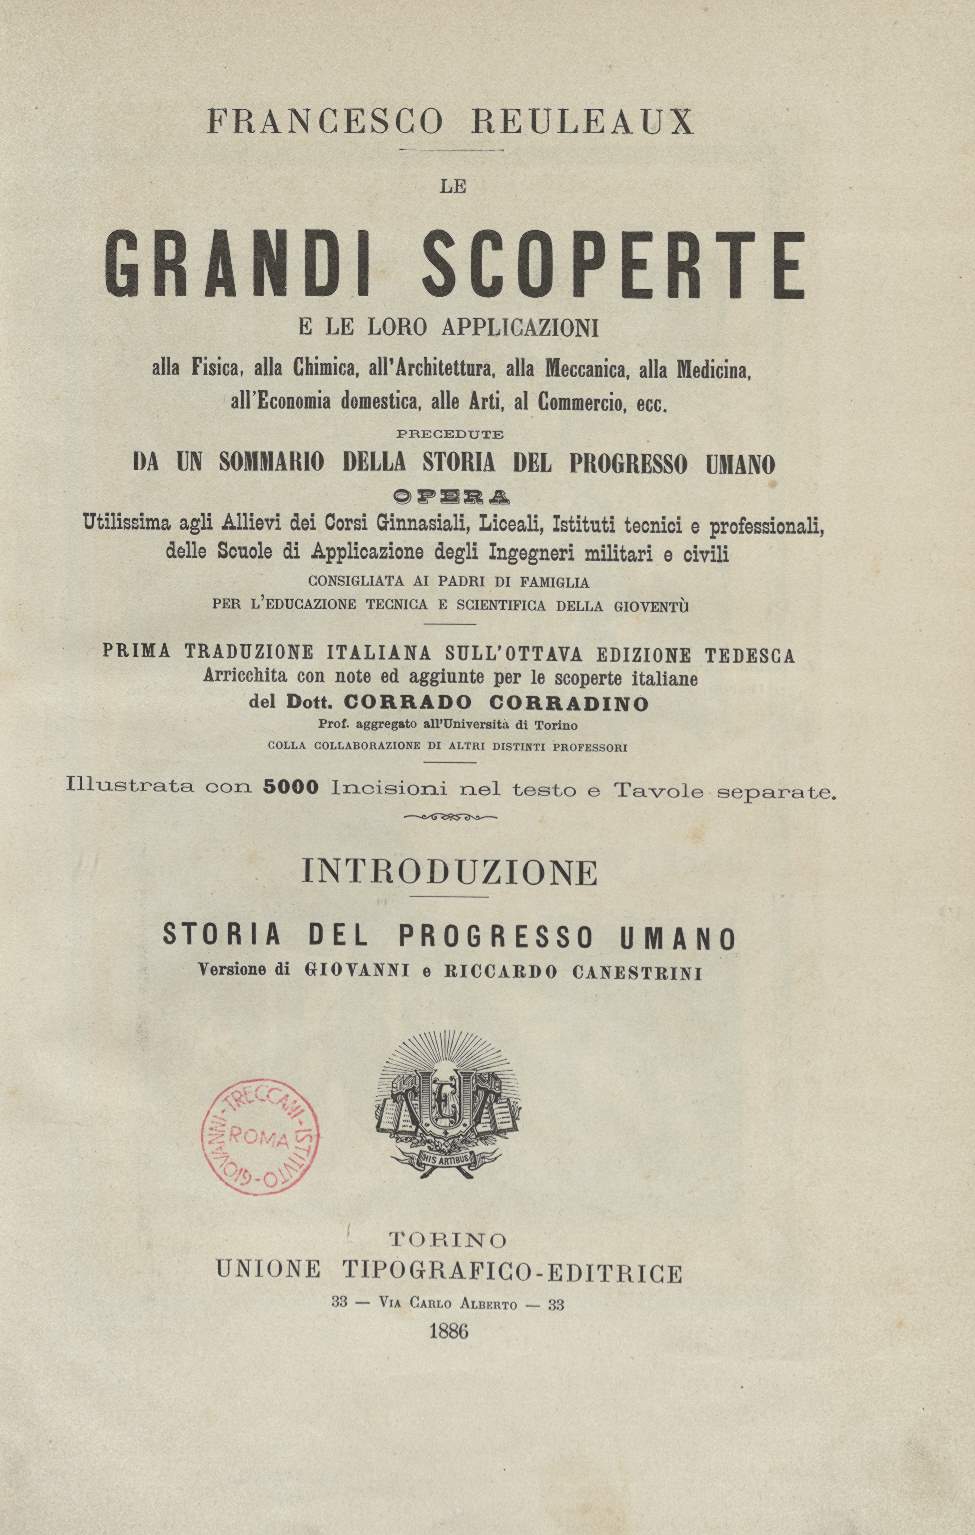 FRANCESCO REULEAUX
LE
GRANDI SCOPERTE
E LE LORO APPLICAZIONI
alla Fisica, alla Chimica, all'Architettura, alla Meccanica, alla Medicina,
all'Economia domestica, alle Arti, al Commercio, ecc.
PRECEDUTE
DA UN SOMMARIO DELLA STORIA DEL PROGRESSO UMANO
OPERA
Utilissima agli Allievi dei Corsi Ginnasiali, Liceali, Istituti tecnici e professionali,
delle Scuole di Applicazione degli Ingegneri militari e civili
CONSIGLIATA AI PADRI DI FAMIGLIA
PER L'EDUCAZIONE TECNICA E SCIENTIFICA DELLA GIOVENTÙ
PRIMA TRADUZIONE ITALIANA SULL'OTTAVA EDIZIONE TEDESCA
Arricchita con note ed aggiunte per le scoperte italiane
del Dott. CORRADO CORRADINO
Prof. aggregato all'Università di Torino
COLLA COLLABORAZIONE DI ALTRI DISTINTI PROFESSORI
Illustrata con 5000 Incisioni nel testo e Tavole separate.
INTRODUZIONE
STORIA DEL PROGRESSO UMANO
Versione di GIOVANNI e RICCARDO CANESTRINI
UTET
HIS ARTIBUS
ISTITVTO-GIOVANNI-TRECCANI-
ROMA
TORINO
UNIONE TIPOGRAFICO-EDITRICE
33 — VIA CARLO ALBERTO — 33
1886